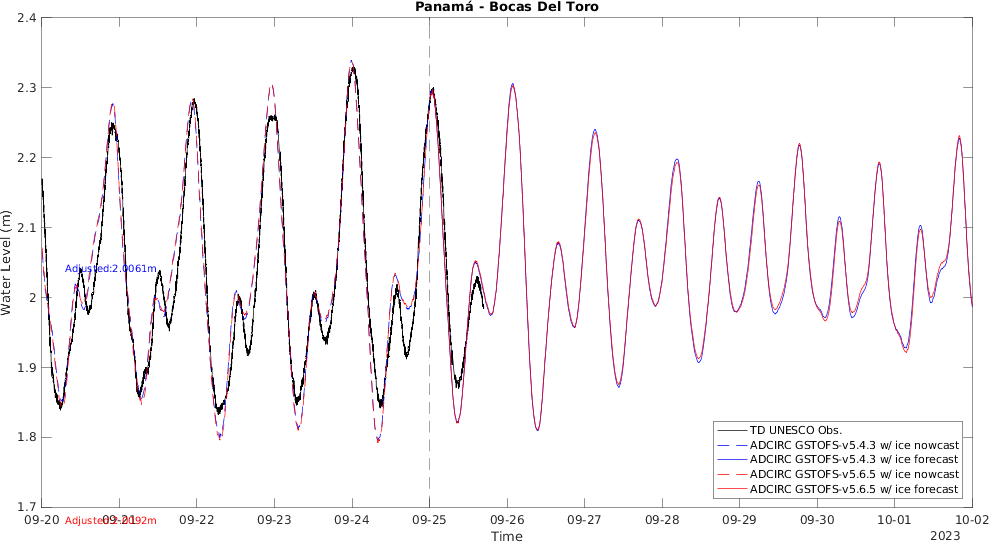 Panamá - Bocas Del Toro
2.4
2.3
2.2
2.1
2
1.9
1.8
1.7
Water Level (m)
Adjusted:2.0061m
TD UNESCO Obs.
ADCIRC GSTOFS-v5.4.3 w/ ice nowcast
ADCIRC GSTOFS-v5.4.3 w/ ice forecast
ADCIRC GSTOFS-v5.6.5 w/ ice nowcast
ADCIRC GSTOFS-v5.6.5 w/ ice forecast
09-20 09-21 09-22 09-23 09-24 09-25 09-26 09-27 09-28 09-29 09-30 10-01 10-02
Time
2023